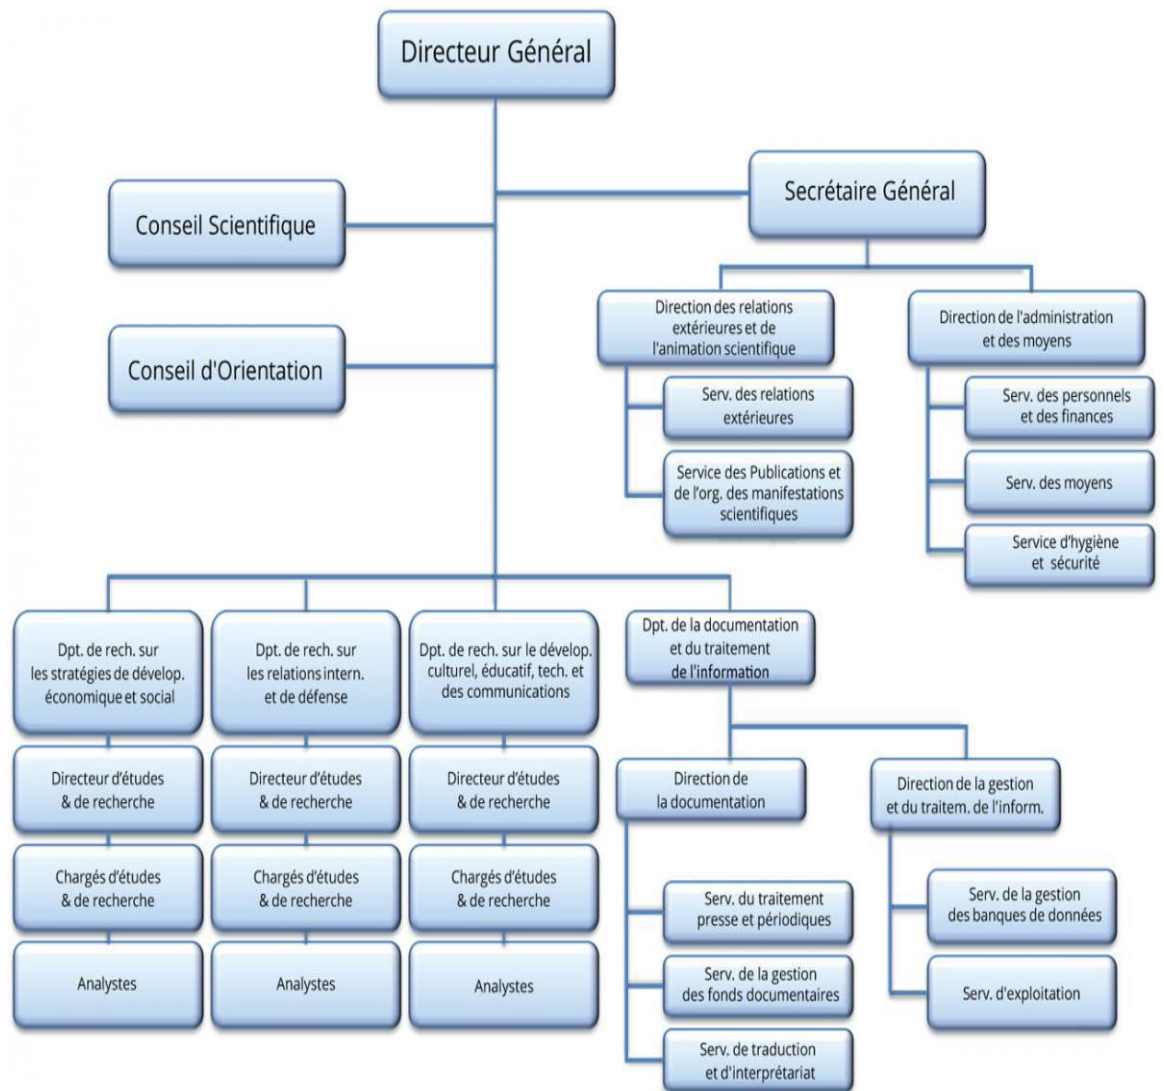 Directeur Général
Secrétaire Général
Conseil Scientifique
Conseil d'Orientation
Direction des relations
extérieures et de
l'animation scientifique
Serv. des relations
extérieures
Service des Publications et
de l’org. des manifestations
scientifiques
Direction de l'administration
et des moyens
Serv. des personnels
et des finances
Serv. des moyens
Service d’hygiène
et sécurité
Dpt. de rech. sur
les stratégies de dévelop.
économique et social
Directeur d’études
& de recherche
Chargés d’études
& de recherche
Analystes
Dpt. de rech. sur
les relations intern.
et de défense
Directeur d’études
& de recherche
Chargés d’études
& de recherche
Analystes
Dpt. de rech. sur le dévelop.
culturel, éducatif, tech. et
des communications
Directeur d’études
& de recherche
Chargés d’études
& de recherche
Analystes
Dpt. de la documentation
et du traitement
de l'information
Direction de
la documentation
Serv. du traitement
presse et périodiques
Serv. de la gestion
des fonds documentaires
Serv. de traduction
et d'interprétariat
Direction de la gestion
et du traitem. de l'inform.
Serv. de la gestion
des banques de données
Serv. d'exploitation